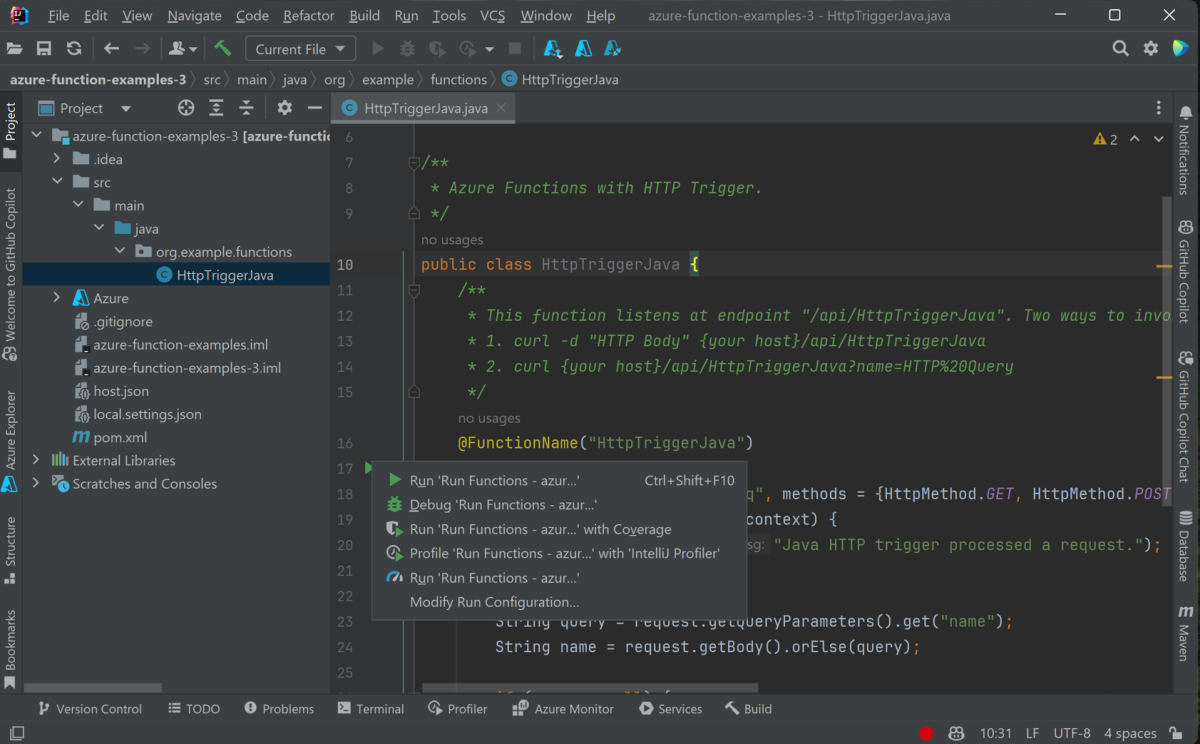 File Edit View Navigate Code Refactor Build Run Tools VCS Window Help azure-function-examples-3 - HttpTriggerJava.java
Current File
azure-function-examples-3 src main java org example functions HttpTriggerJava
Project
HttpTriggerJava.java
azure-function-examples-3 [azure-functio
.idea
src
main
java
org.example.functions
HttpTriggerJava
Azure
.gitignore
azure-function-examples.iml
azure-function-examples-3.iml
host.json
local.settings.json
pom.xml
External Libraries
Scratches and Consoles
Project
Welcome to GitHub Copilot
Azure Explorer
Structure
Bookmarks
2
6
7 /**
8 * Azure Functions with HTTP Trigger.
9 */
no usages
10 public class HttpTriggerJava {
11 /**
12 * This function listens at endpoint "/api/HttpTriggerJava". Two ways to invo
13 * 1. curl -d "HTTP Body" {your host}/api/HttpTriggerJava
14 * 2. curl {your host}/api/HttpTriggerJava?name=HTTP%20Query
15 */
no usages
16 @FunctionName("HttpTriggerJava")
17
18 q", methods = {HttpMethod.GET, HttpMethod.POST
19 context) {
20 sg: "Java HTTP trigger processed a request.");
21
22
23 String query = request.getQueryParameters().get("name");
24 String name = request.getBody().orElse(query);
25
Run 'Run Functions - azur...' Ctrl+Shift+F10
Debug 'Run Functions - azur...'
Run 'Run Functions - azur...' with Coverage
Profile 'Run Functions - azur...' with 'IntelliJ Profiler'
Run 'Run Functions - azur...'
Modify Run Configuration...
Notifications
GitHub Copilot
GitHub Copilot Chat
Database
Maven
Version Control TODO Problems Terminal Profiler Azure Monitor Services Build
10:31 LF UTF-8 4 spaces